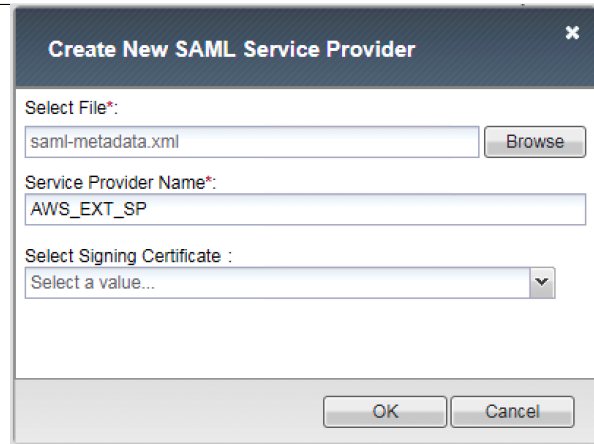 Create New SAML Service Provider
Select File*:
saml-metadata.xml Browse
Service Provider Name*:
AWS_EXT_SP
Select Signing Certificate :
Select a value...
OK Cancel